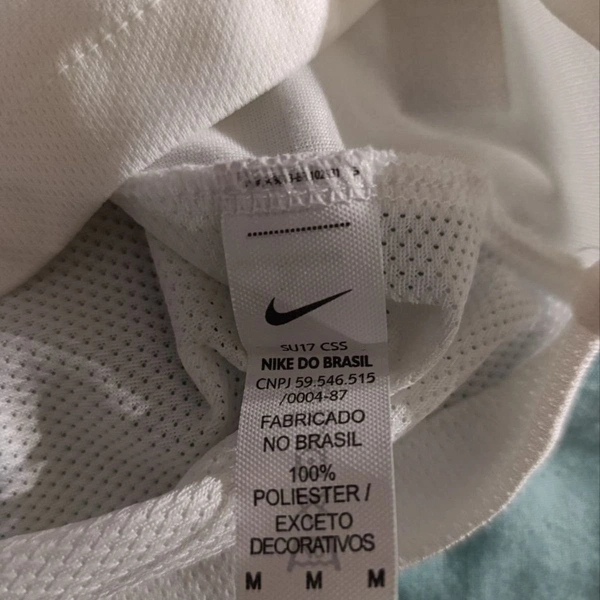 SU17 CSS
NIKE DO BRASIL
CNPJ 59.546.515
/0004-87
FABRICADO
NO BRASIL
100%
POLIESTER /
EXCETO
DECORATIVOS
M M M